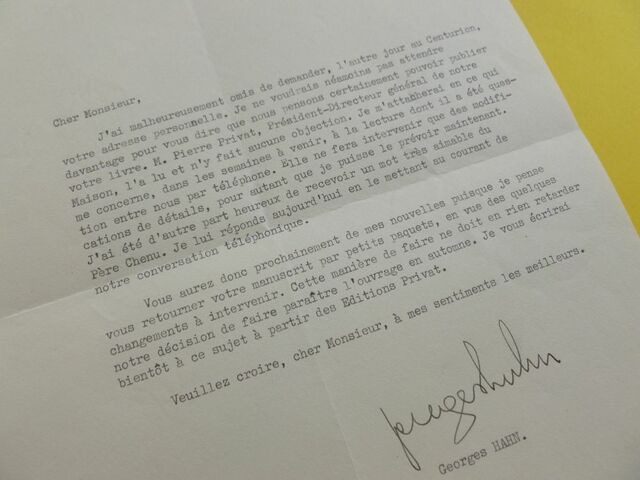 Cher Monsieur,
J'ai malheureusement omis de demander, l'autre jour au Centurion,
votre adresse personnelle. Je ne voudrais néamoins pas attendre
davantage pour vous dire que nous pensons certainement pouvoir publier
votre livre. M. Pierre Privat, Président-Directeur général de notre
Maison, l'a lu et n'y fait aucune objection. Je m'attacherai en ce qui
me concerne, dans les semaines à venir, à la lecture dont il a été ques-
tion entre nous par téléphone. Elle ne fera intervenir que des modifi-
cations de détails, pour autant que je puisse le prévoir maintenant.
J'ai été d'autre part heureux de recevoir un mot très aimable du
Père Chenu. Je lui réponds aujourd'hui en le mettant au courant de
notre conversation téléphonique.
Vous aurez donc prochainement de mes nouvelles puisque je pense
vous retourner votre manuscrit par petits paquets, en vue des quelques
changements à intervenir. Cette manière de faire ne doit en rien retarder
notre décision de faire paraître l'ouvrage en automne. Je vous écrirai
bientôt à ce sujet à partir des Editions Privat.
Veuillez croire, cher Monsieur, à mes sentiments les meilleurs.
Georges HAHN.